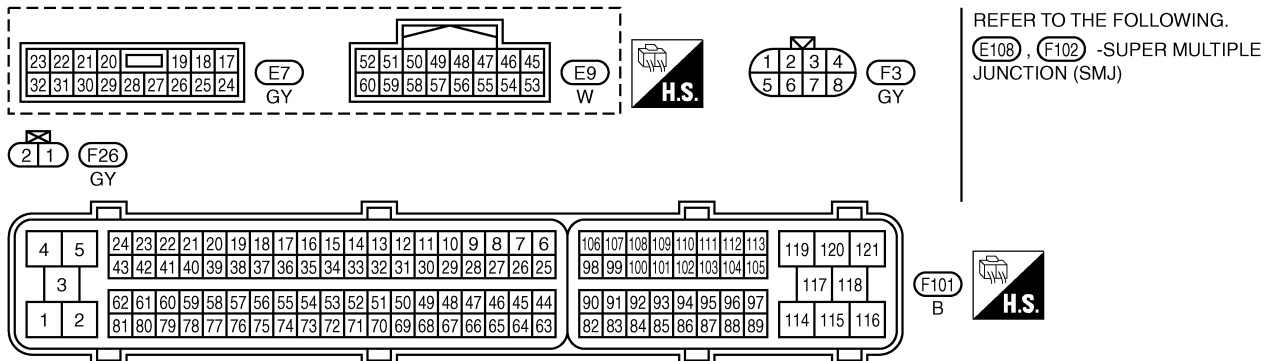 23 22 21 20 19 18 17
32 31 30 29 28 27 26 25 24
E7
GY
52 51 50 49 48 47 46 45
60 59 58 57 56 55 54 53
E9
W
H.S.
1 2 3 4
5 6 7 8
F3
GY
REFER TO THE FOLLOWING.
E108 , F102 -SUPER MULTIPLE
JUNCTION (SMJ)
2 1
F26
GY
4 5
3
1 2
24 23 22 21 20 19 18 17 16 15 14 13 12 11 10 9 8 7 6
43 42 41 40 39 38 37 36 35 34 33 32 31 30 29 28 27 26 25
62 61 60 59 58 57 56 55 54 53 52 51 50 49 48 47 46 45 44
81 80 79 78 77 76 75 74 73 72 71 70 69 68 67 66 65 64 63
106 107 108 109 110 111 112 113
98 99 100 101 102 103 104 105
90 91 92 93 94 95 96 97
82 83 84 85 86 87 88 89
119 120 121
117 118
114 115 116
F101
B
H.S.